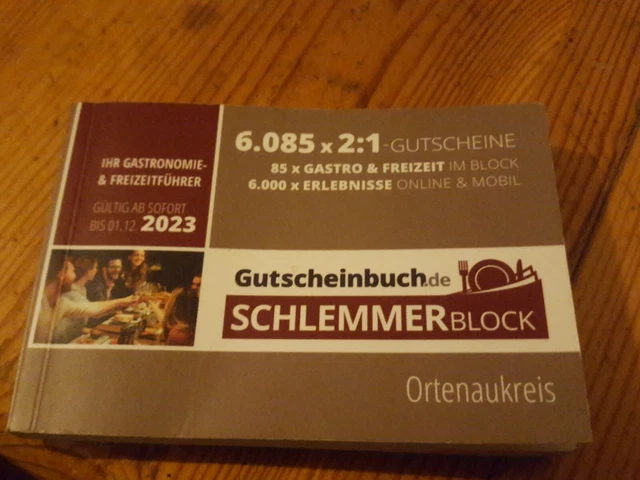 IHR GASTRONOMIE-
& FREIZEITFÜHRER
GÜLTIG AB SOFORT
BIS 01.12. 2023
6.085 x 2:1-GUTSCHEINE
85 x GASTRO & FREIZEIT IM BLOCK
6.000 x ERLEBNISSE ONLINE & MOBIL
Gutscheinbuch.de
SCHLEMMERBLOCK
Ortenaukreis